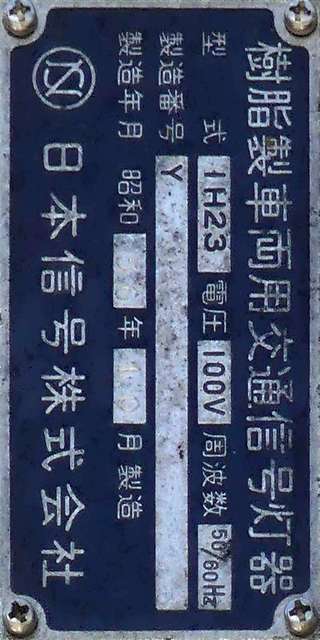 樹脂製車両用交通信号灯器
型式 1H23 電圧 100V 周波数 50/60Hz
製造番号 Y
製造年月 昭和 年 10 月製造
日本信号株式会社